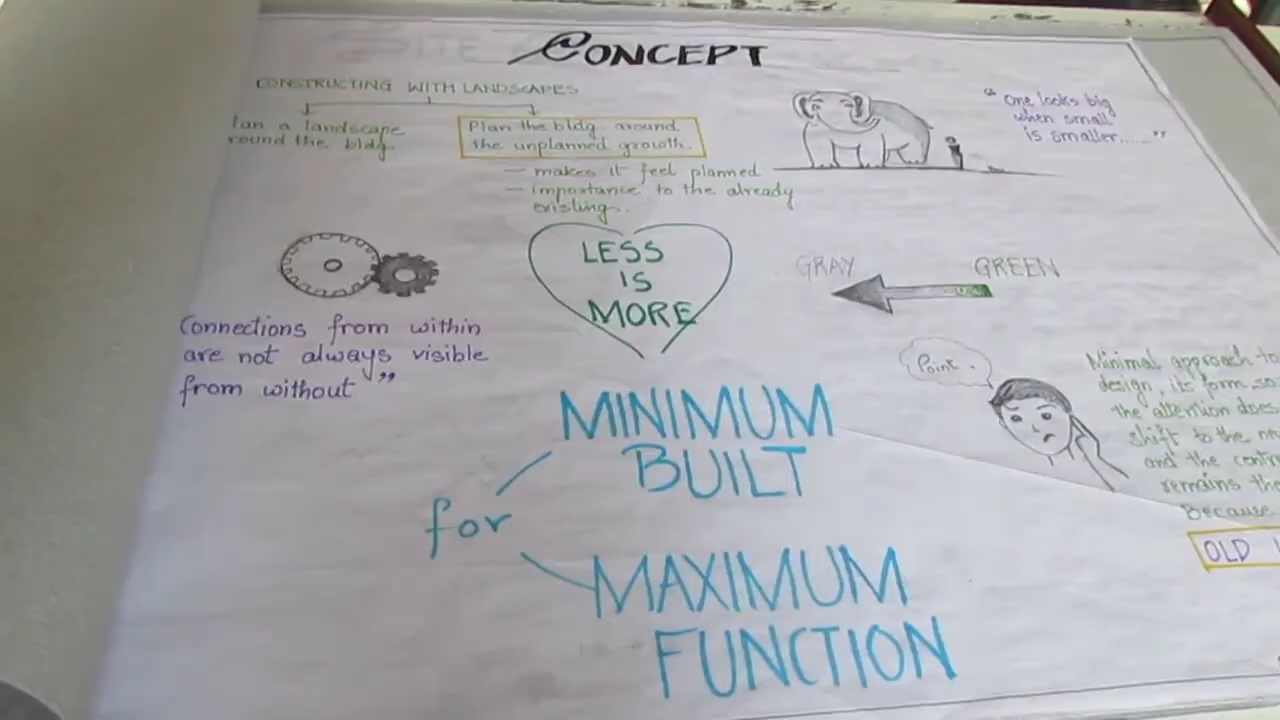 CONCEPT
CONSTRUCTING WITH LANDSCAPES
lan a landscape
round the bldg.
Plan the bldg. around
the unplanned growth.
— makes it feel planned
— importance to the already
existing.
“One looks big
when small
is smaller......”
LESS
IS
MORE
GRAY
GREEN
Connections from within
are not always visible
from without”
Point.
Minimal approach to
design, its form so
the attention does
shift to the
and the
remains the
Because
OLD
MINIMUM
BUILT
for
MAXIMUM
FUNCTION